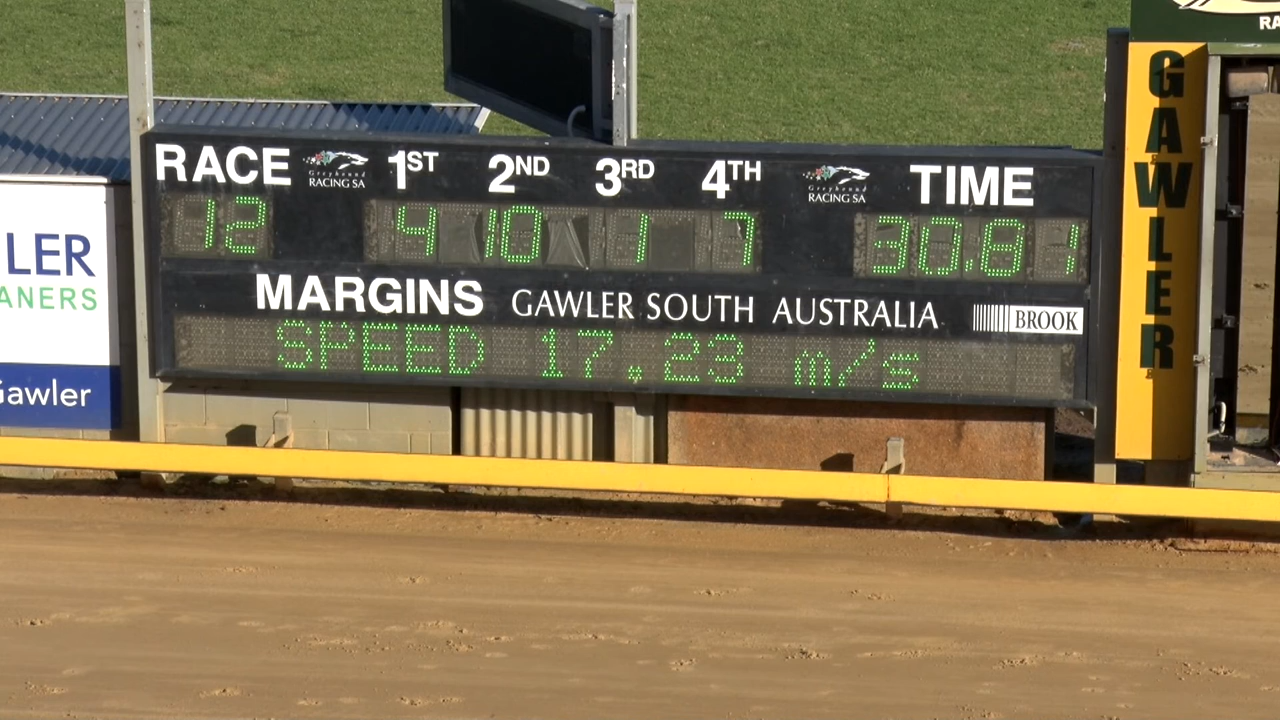 RA
GAWLER
RACE Greyhound RACING SA 1ST 2ND 3RD 4TH Greyhound RACING SA TIME
12 4 10 1 7 30.81
MARGINS GAWLER SOUTH AUSTRALIA BROOK
SPEED 17.23 m/s
LER
ANERS
Gawler